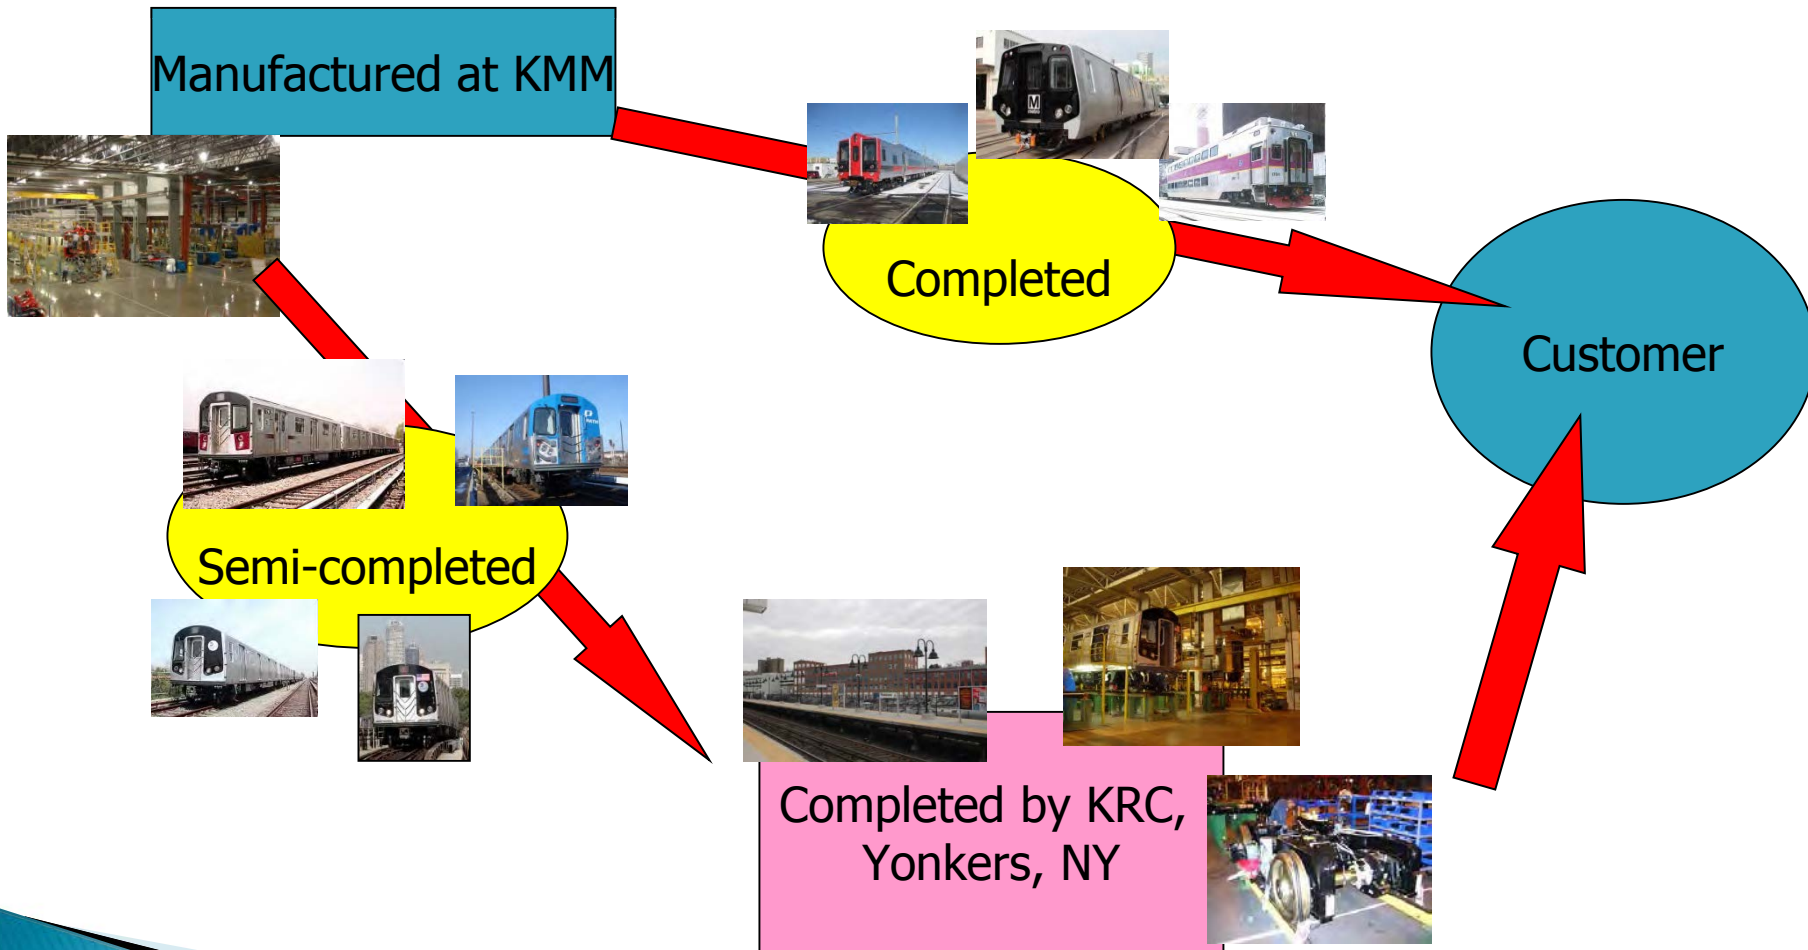 Manufactured at KMM
M
Completed
Customer
Semi-completed
Completed by KRC,
Yonkers, NY